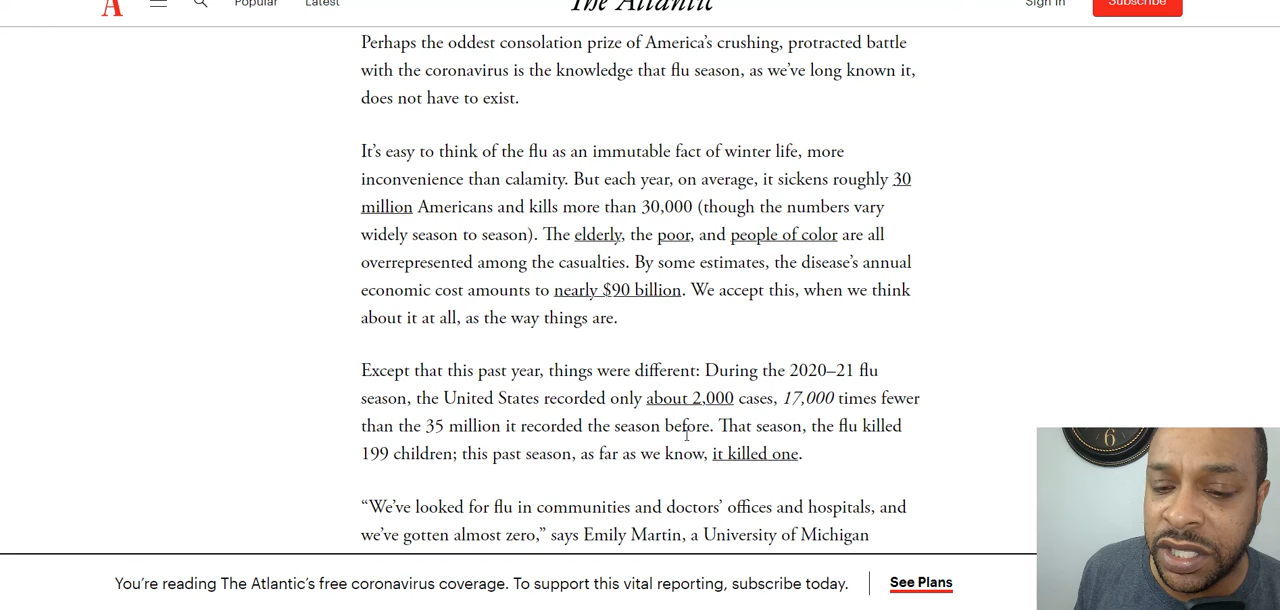 Popular
Latest
The Atlantic
Sign In
Subscribe
Perhaps the oddest consolation prize of America’s crushing, protracted battle
with the coronavirus is the knowledge that flu season, as we’ve long known it,
does not have to exist.
It’s easy to think of the flu as an immutable fact of winter life, more
inconvenience than calamity. But each year, on average, it sickens roughly 30
million Americans and kills more than 30,000 (though the numbers vary
widely season to season). The elderly, the poor, and people of color are all
overrepresented among the casualties. By some estimates, the disease’s annual
economic cost amounts to nearly $90 billion. We accept this, when we think
about it at all, as the way things are.
Except that this past year, things were different: During the 2020–21 flu
season, the United States recorded only about 2,000 cases, 17,000 times fewer
than the 35 million it recorded the season before. That season, the flu killed
199 children; this past season, as far as we know, it killed one.
“We’ve looked for flu in communities and doctors’ offices and hospitals, and
we’ve gotten almost zero,” says Emily Martin, a University of Michigan
You’re reading The Atlantic’s free coronavirus coverage. To support this vital reporting, subscribe today.
See Plans
6